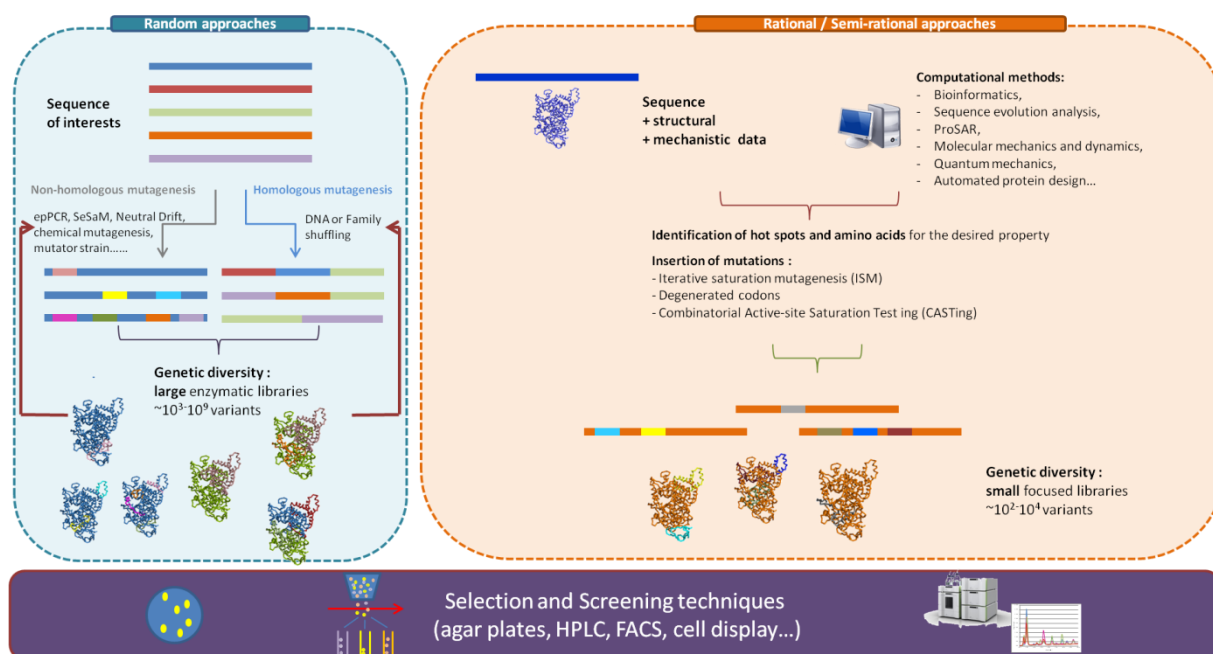 Random approaches
Sequence
of interests
Non-homologous mutagenesis
Homologous mutagenesis
epPCR, SeSaM, Neutral Drift,
chemical mutagenesis,
mutator strain……
DNA or Family
shuffling
Genetic diversity :
large enzymatic libraries
~10³-10⁹ variants
Rational / Semi-rational approaches
Sequence
+ structural
+ mechanistic data
Computational methods:
- Bioinformatics,
- Sequence evolution analysis,
- ProSAR,
- Molecular mechanics and dynamics,
- Quantum mechanics,
- Automated protein design…
Identification of hot spots and amino acids for the desired property
Insertion of mutations :
- Iterative saturation mutagenesis (ISM)
- Degenerated codons
- Combinatorial Active-site Saturation Test ing (CASTing)
Genetic diversity :
small focused libraries
~10²-10⁴ variants
Selection and Screening techniques
(agar plates, HPLC, FACS, cell display…)